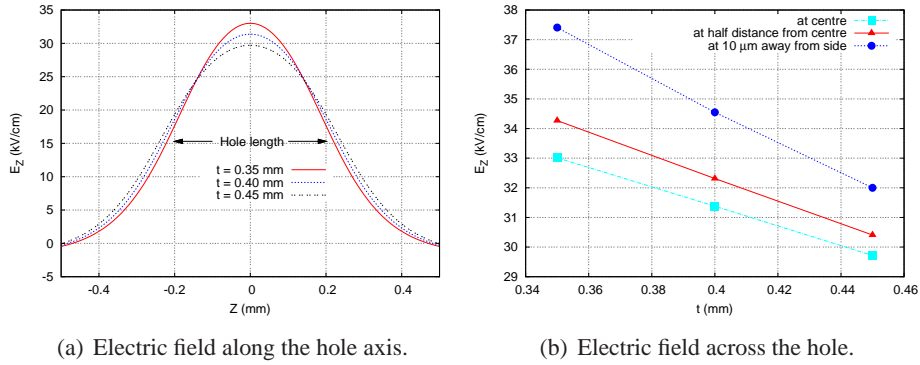 35
30
25
20
15
10
5
0
-5
-0.4
-0.2
0
0.2
0.4
E_Z (kV/cm)
Z (mm)
Hole length
t = 0.35 mm
t = 0.40 mm
t = 0.45 mm
(a) Electric field along the hole axis.
38
37
36
35
34
33
32
31
30
29
0.34
0.36
0.38
0.4
0.42
0.44
0.46
E_Z (kV/cm)
t (mm)
at centre
at half distance from centre
at 10 μm away from side
(b) Electric field across the hole.